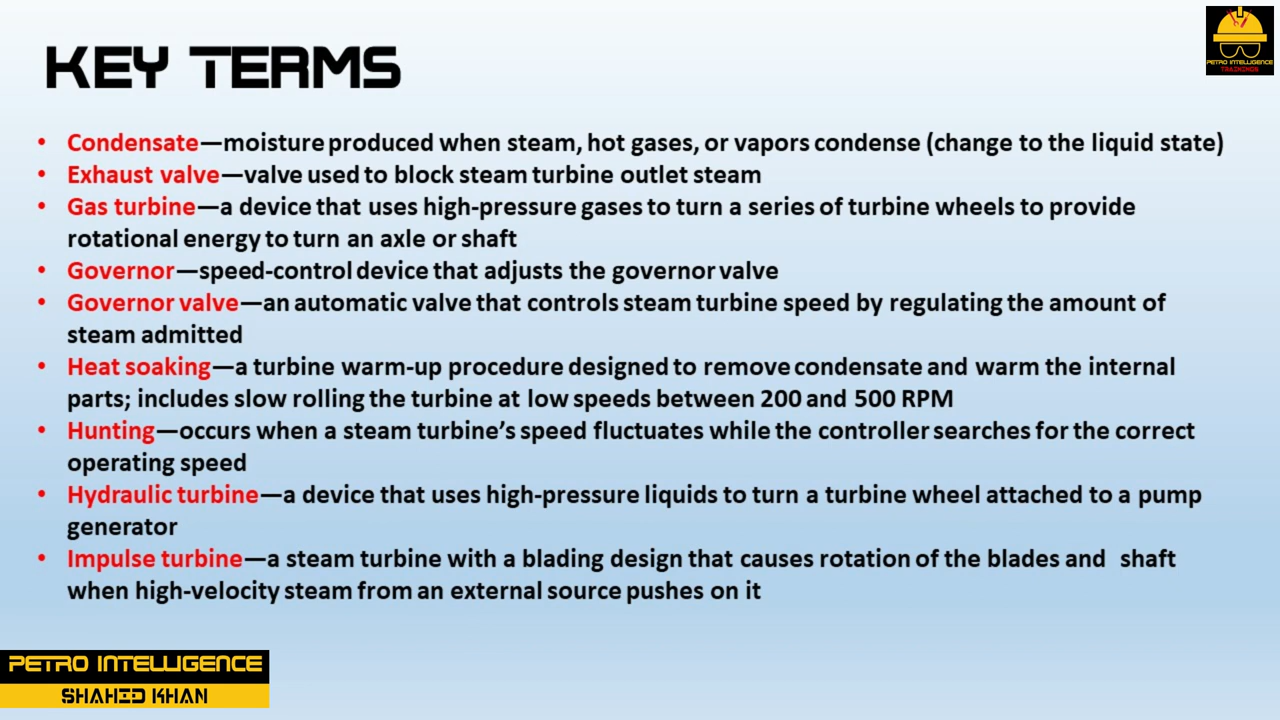 KEY TERMS
PETRO INTELLIGENCE
TRAININGS
• Condensate—moisture produced when steam, hot gases, or vapors condense (change to the liquid state)
• Exhaust valve—valve used to block steam turbine outlet steam
• Gas turbine—a device that uses high-pressure gases to turn a series of turbine wheels to provide
rotational energy to turn an axle or shaft
• Governor—speed-control device that adjusts the governor valve
• Governor valve—an automatic valve that controls steam turbine speed by regulating the amount of
steam admitted
• Heat soaking—a turbine warm-up procedure designed to remove condensate and warm the internal
parts; includes slow rolling the turbine at low speeds between 200 and 500 RPM
• Hunting—occurs when a steam turbine’s speed fluctuates while the controller searches for the correct
operating speed
• Hydraulic turbine—a device that uses high-pressure liquids to turn a turbine wheel attached to a pump
generator
• Impulse turbine—a steam turbine with a blading design that causes rotation of the blades and shaft
when high-velocity steam from an external source pushes on it
PETRO INTELLIGENCE
SHAHID KHAN